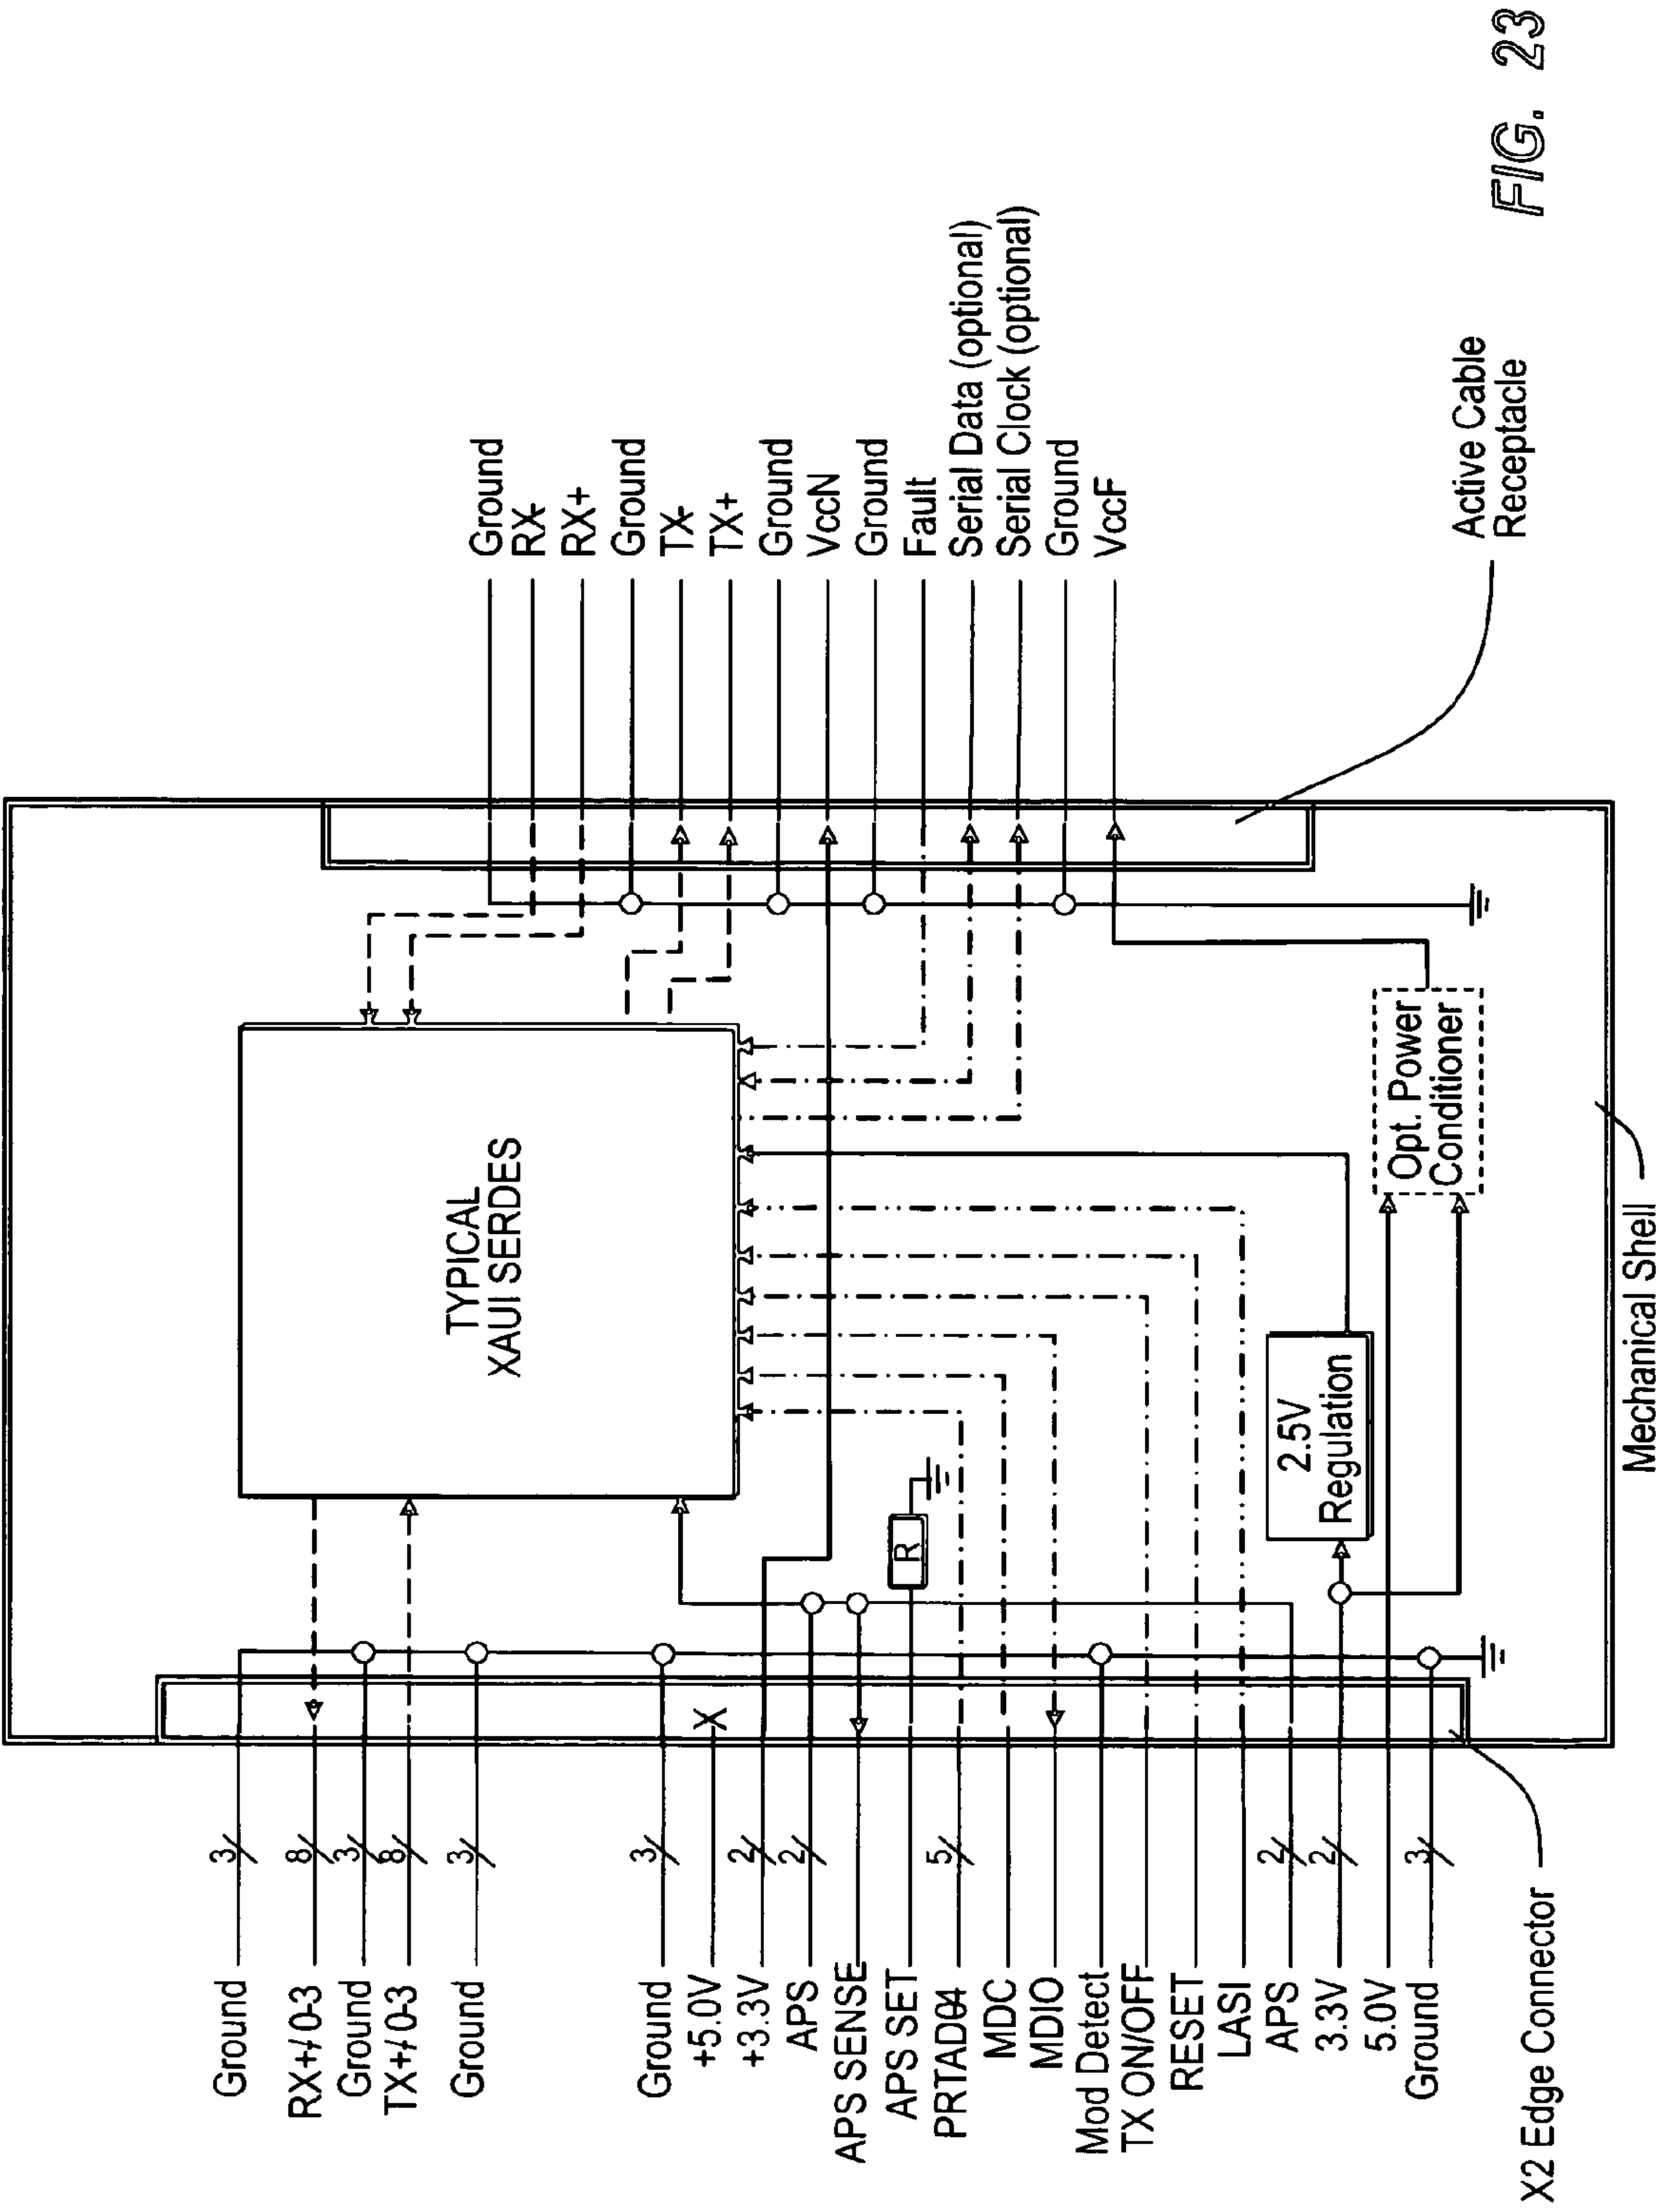 Ground
RX+/ 0-3
Ground
TX+/ 0-3
Ground
Ground
+5.0V
+3.3V
APS
APS SENSE
APS SET
PRTAD04
MDC
MDIO
Mod Detect
TX ON/OFF
RESET
LASI
APS
3.3V
5.0V
Ground
X2 Edge Connector
3
8
3
8
3
3
2
2
5
2
2
3
X
R
2.5V
Regulation
TYPICAL
XAUI SERDES
Opt. Power
Conditioner
Mechanical Shell
Ground
RX-
RX+
Ground
TX-
TX+
Ground
VccN
Ground
Fault
Serial Data (optional)
Serial Clock (optional)
Ground
VccF
Active Cable
Receptacle
FIG. 23